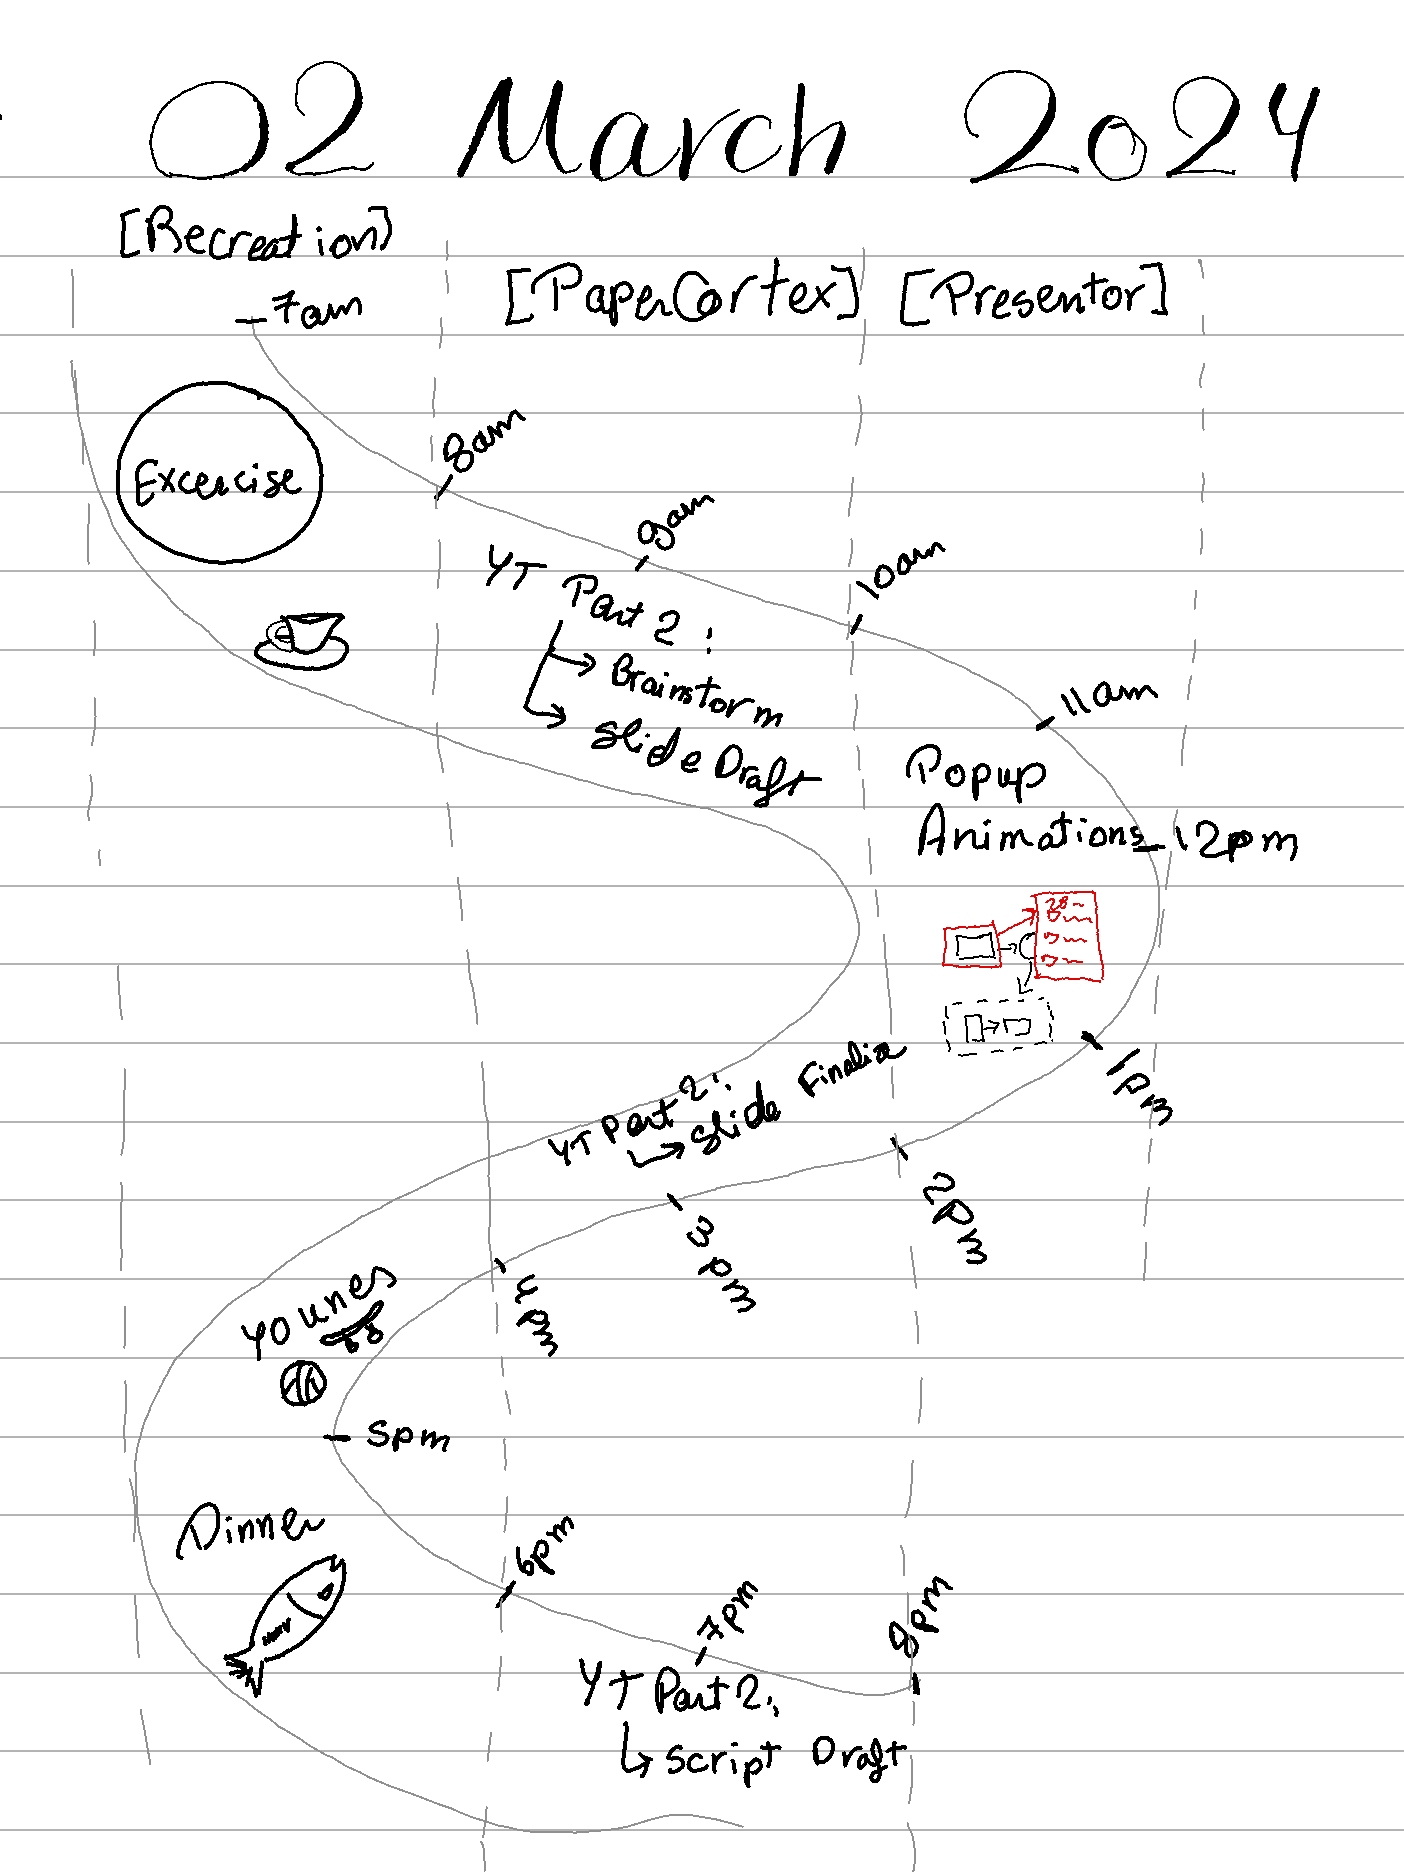 02 March 2024
[Recreation]
[PaperCortex] [Presentor]
7am
8am
Excercise
9am
10am
YT Part 2:
Brainstorm
Slide Draft
11am
Popup
Animations
12pm
1pm
YT Part 2:
Slide Finalize
2pm
3pm
4pm
Younes
5pm
Dinner
6pm
7pm
8pm
YT Part 2:
Script Draft